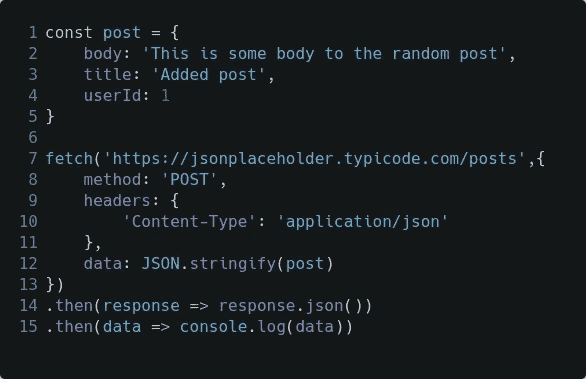 1 const post = {
2     body: 'This is some body to the random post',
3     title: 'Added post',
4     userId: 1
5 }
6
7 fetch('https://jsonplaceholder.typicode.com/posts',{
8     method: 'POST',
9     headers: {
10         'Content-Type': 'application/json'
11     },
12     data: JSON.stringify(post)
13 })
14 .then(response => response.json())
15 .then(data => console.log(data))